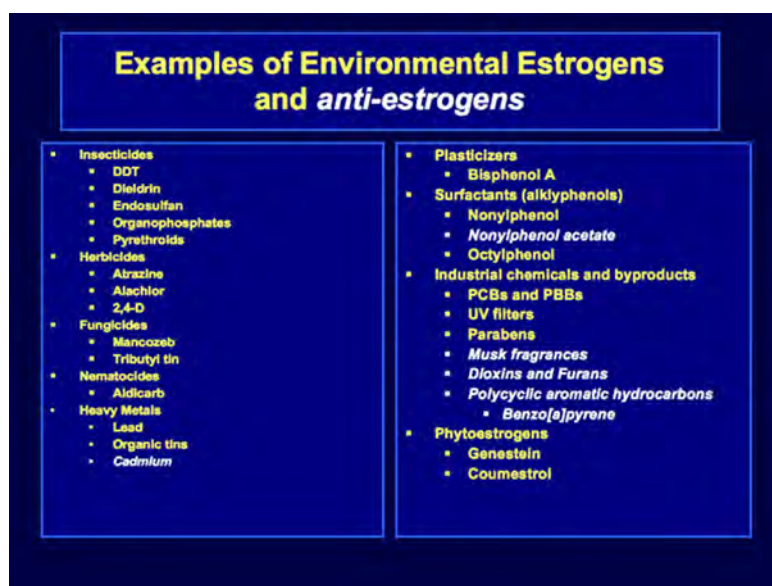 Examples of Environmental Estrogens
and anti-estrogens
Insecticides
DDT
Dieldrin
Endosulfan
Organophosphates
Pyrethroids
Herbicides
Atrazine
Alachlor
2,4-D
Fungicides
Mancozeb
Tributyl tin
Nematocides
Aldicarb
Heavy Metals
Lead
Organic tins
Cadmium
Plasticizers
Bisphenol A
Surfactants (alklyphenols)
Nonylphenol
Nonylphenol acetate
Octylphenol
Industrial chemicals and byproducts
PCBs and PBBs
UV filters
Parabens
Musk fragrances
Dioxins and Furans
Polycyclic aromatic hydrocarbons
Benzo[a]pyrene
Phytoestrogens
Genestein
Coumestrol